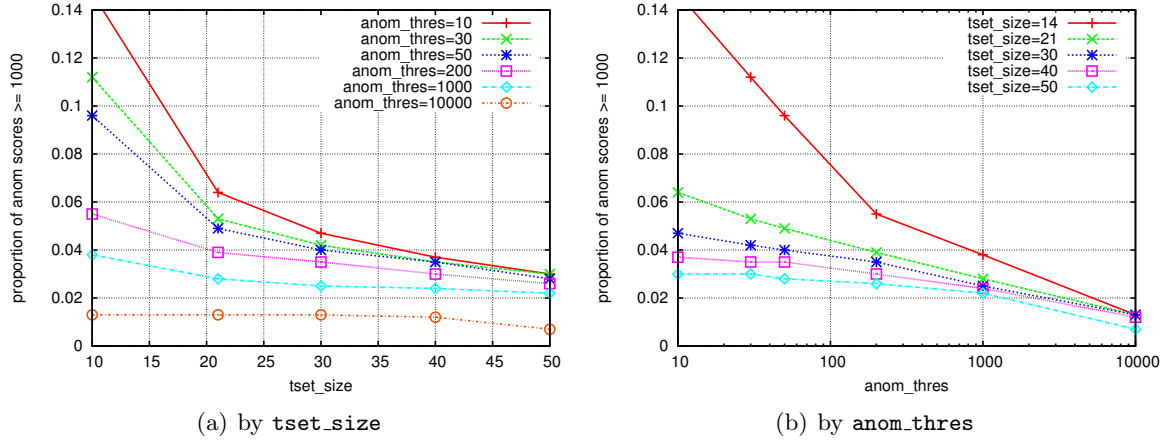 proportion of anom scores >= 1000
0.14
0.12
0.1
0.08
0.06
0.04
0.02
0
anom_thres=10
anom_thres=30
anom_thres=50
anom_thres=200
anom_thres=1000
anom_thres=10000
10 15 20 25 30 35 40 45 50
tset_size
(a) by tset_size
proportion of anom scores >= 1000
0.14
0.12
0.1
0.08
0.06
0.04
0.02
0
tset_size=14
tset_size=21
tset_size=30
tset_size=40
tset_size=50
10 100 1000 10000
anom_thres
(b) by anom_thres